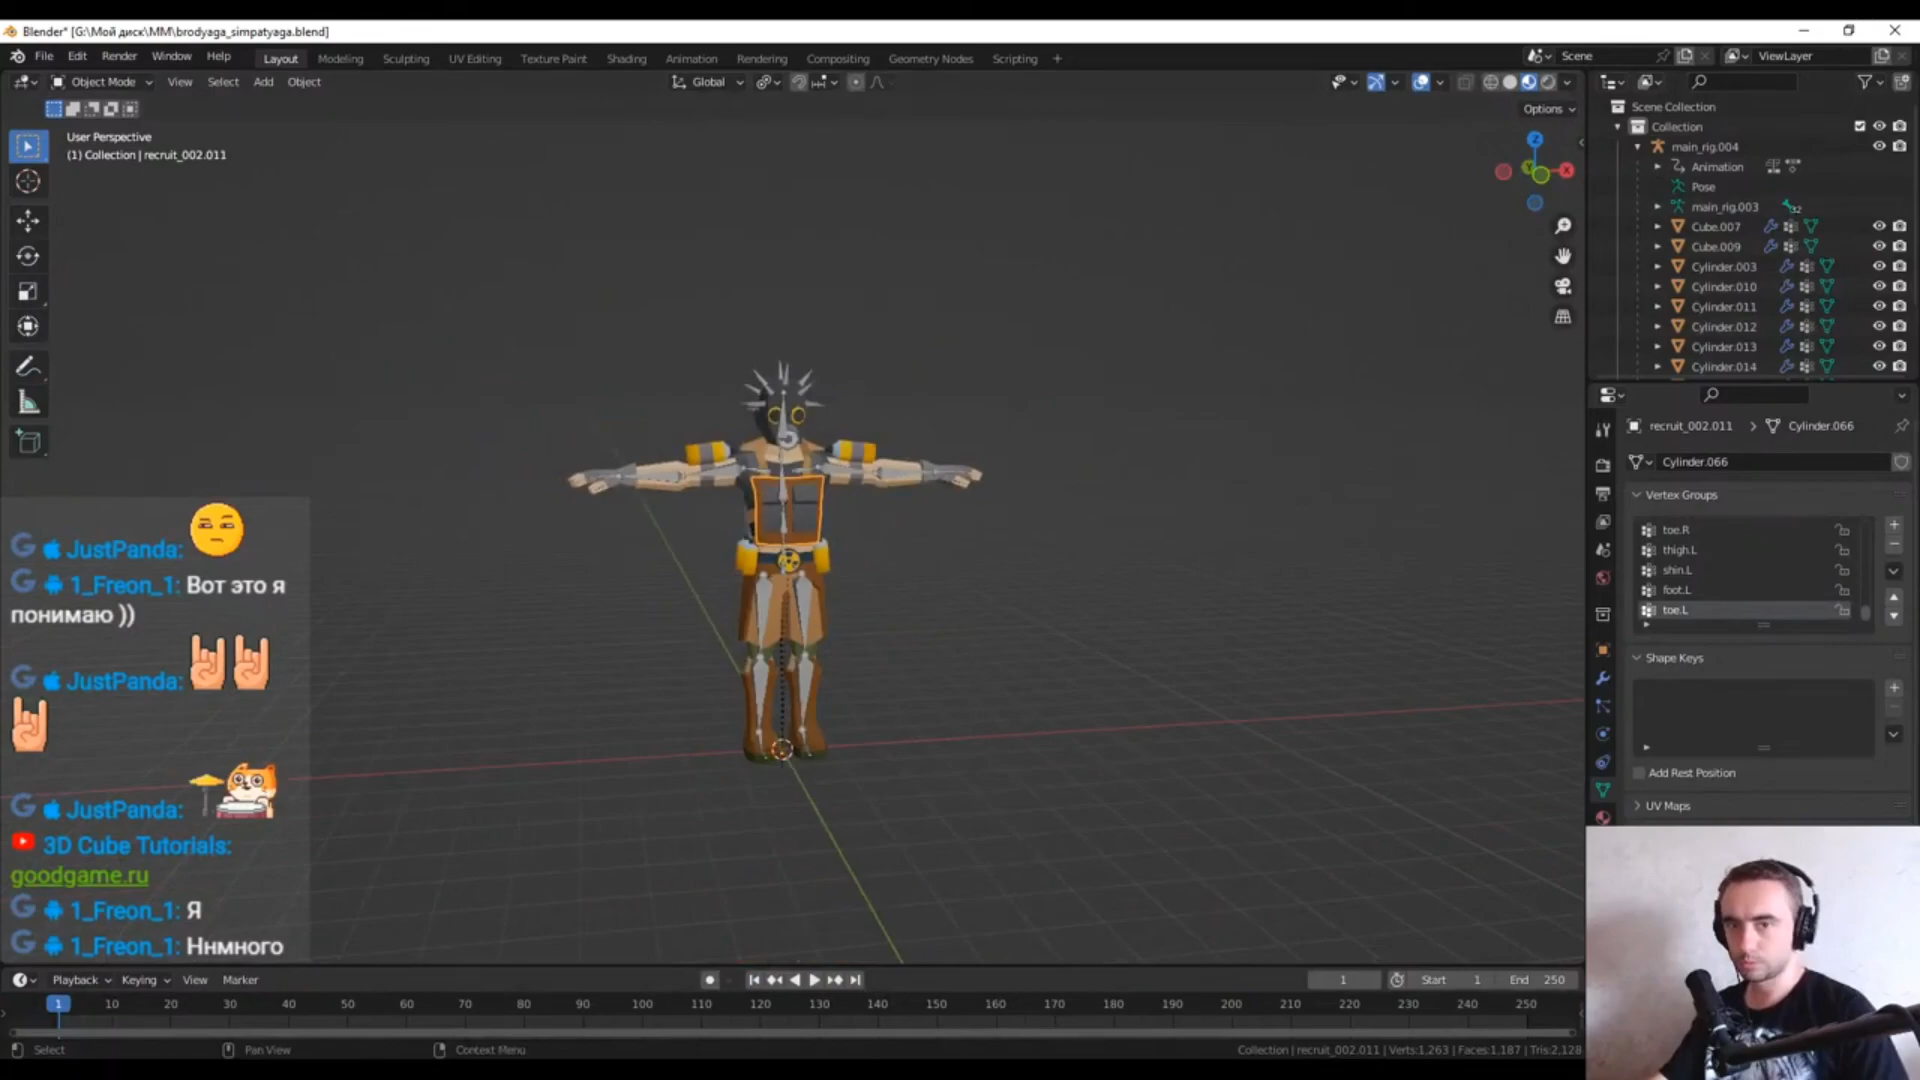 Blender* [G:\Мой диск\MM\brodyaga_simpatyaga.blend]
File Edit Render Window Help
Layout Modeling Sculpting UV Editing Texture Paint Shading Animation Rendering Compositing Geometry Nodes Scripting +
Scene
ViewLayer
Object Mode View Select Add Object
Global
Options
User Perspective
(1) Collection | recruit_002.011
Z
X
Scene Collection
Collection
main_rig.004
Animation
Pose
main_rig.003
32
Cube.007
Cube.009
Cylinder.003
Cylinder.010
Cylinder.011
Cylinder.012
Cylinder.013
Cylinder.014
recruit_002.011 > Cylinder.066
Cylinder.066
Vertex Groups
toe.R
thigh.L
shin.L
foot.L
toe.L
Shape Keys
Add Rest Position
UV Maps
JustPanda:
1_Freon_1: Вот это я
понимаю ))
JustPanda:
JustPanda:
3D Cube Tutorials:
goodgame.ru
1_Freon_1: Я
1_Freon_1: Ннмного
Playback Keying View Marker
1 Start 1 End 250
1 10 20 30 40 50 60 70 80 90 100 110 120 130 140 150 160 170 180 190 200 210 220 230 240 250
Select Pan View Context Menu
Collection | recruit_002.011 | Verts:1,263 | Faces:1,187 | Tris:2,128